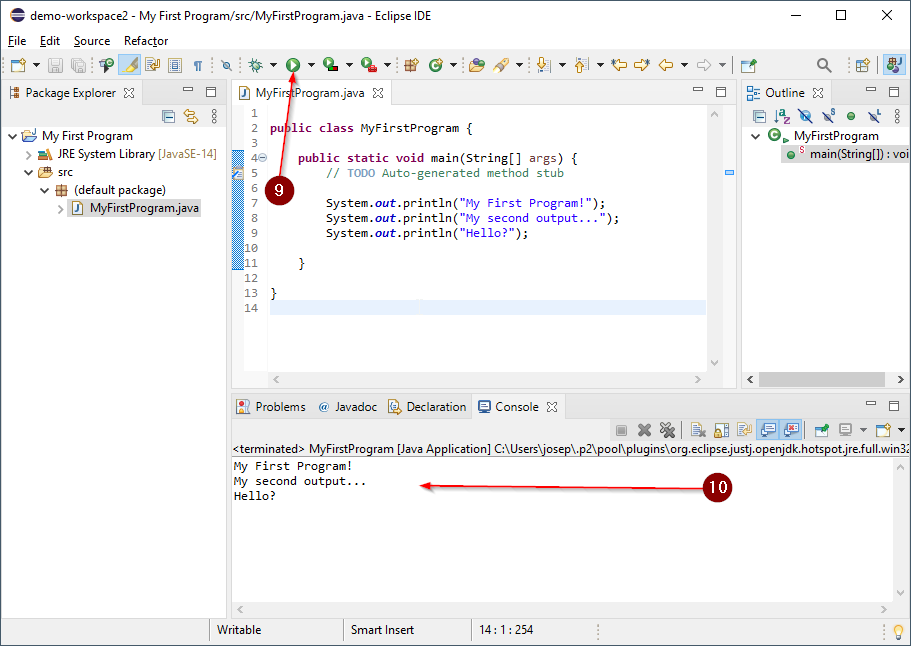 demo-workspace2 - My First Program/src/MyFirstProgram.java - Eclipse IDE
File Edit Source Refactor
Package Explorer
My First Program
JRE System Library [JavaSE-14]
src
(default package)
MyFirstProgram.java
MyFirstProgram.java
1
2 public class MyFirstProgram {
3
4 public static void main(String[] args) {
5 // TODO Auto-generated method stub
6
7 System.out.println("My First Program!");
8 System.out.println("My second output...");
9 System.out.println("Hello?");
10
11 }
12
13 }
14
9
Outline
MyFirstProgram
main(String[]) : voi
Problems @ Javadoc Declaration Console
<terminated> MyFirstProgram [Java Application] C:\Users\josep\.p2\pool\plugins\org.eclipse.justj.openjdk.hotspot.jre.full.win32
My First Program!
My second output...
Hello?
10
Writable Smart Insert 14 : 1 : 254